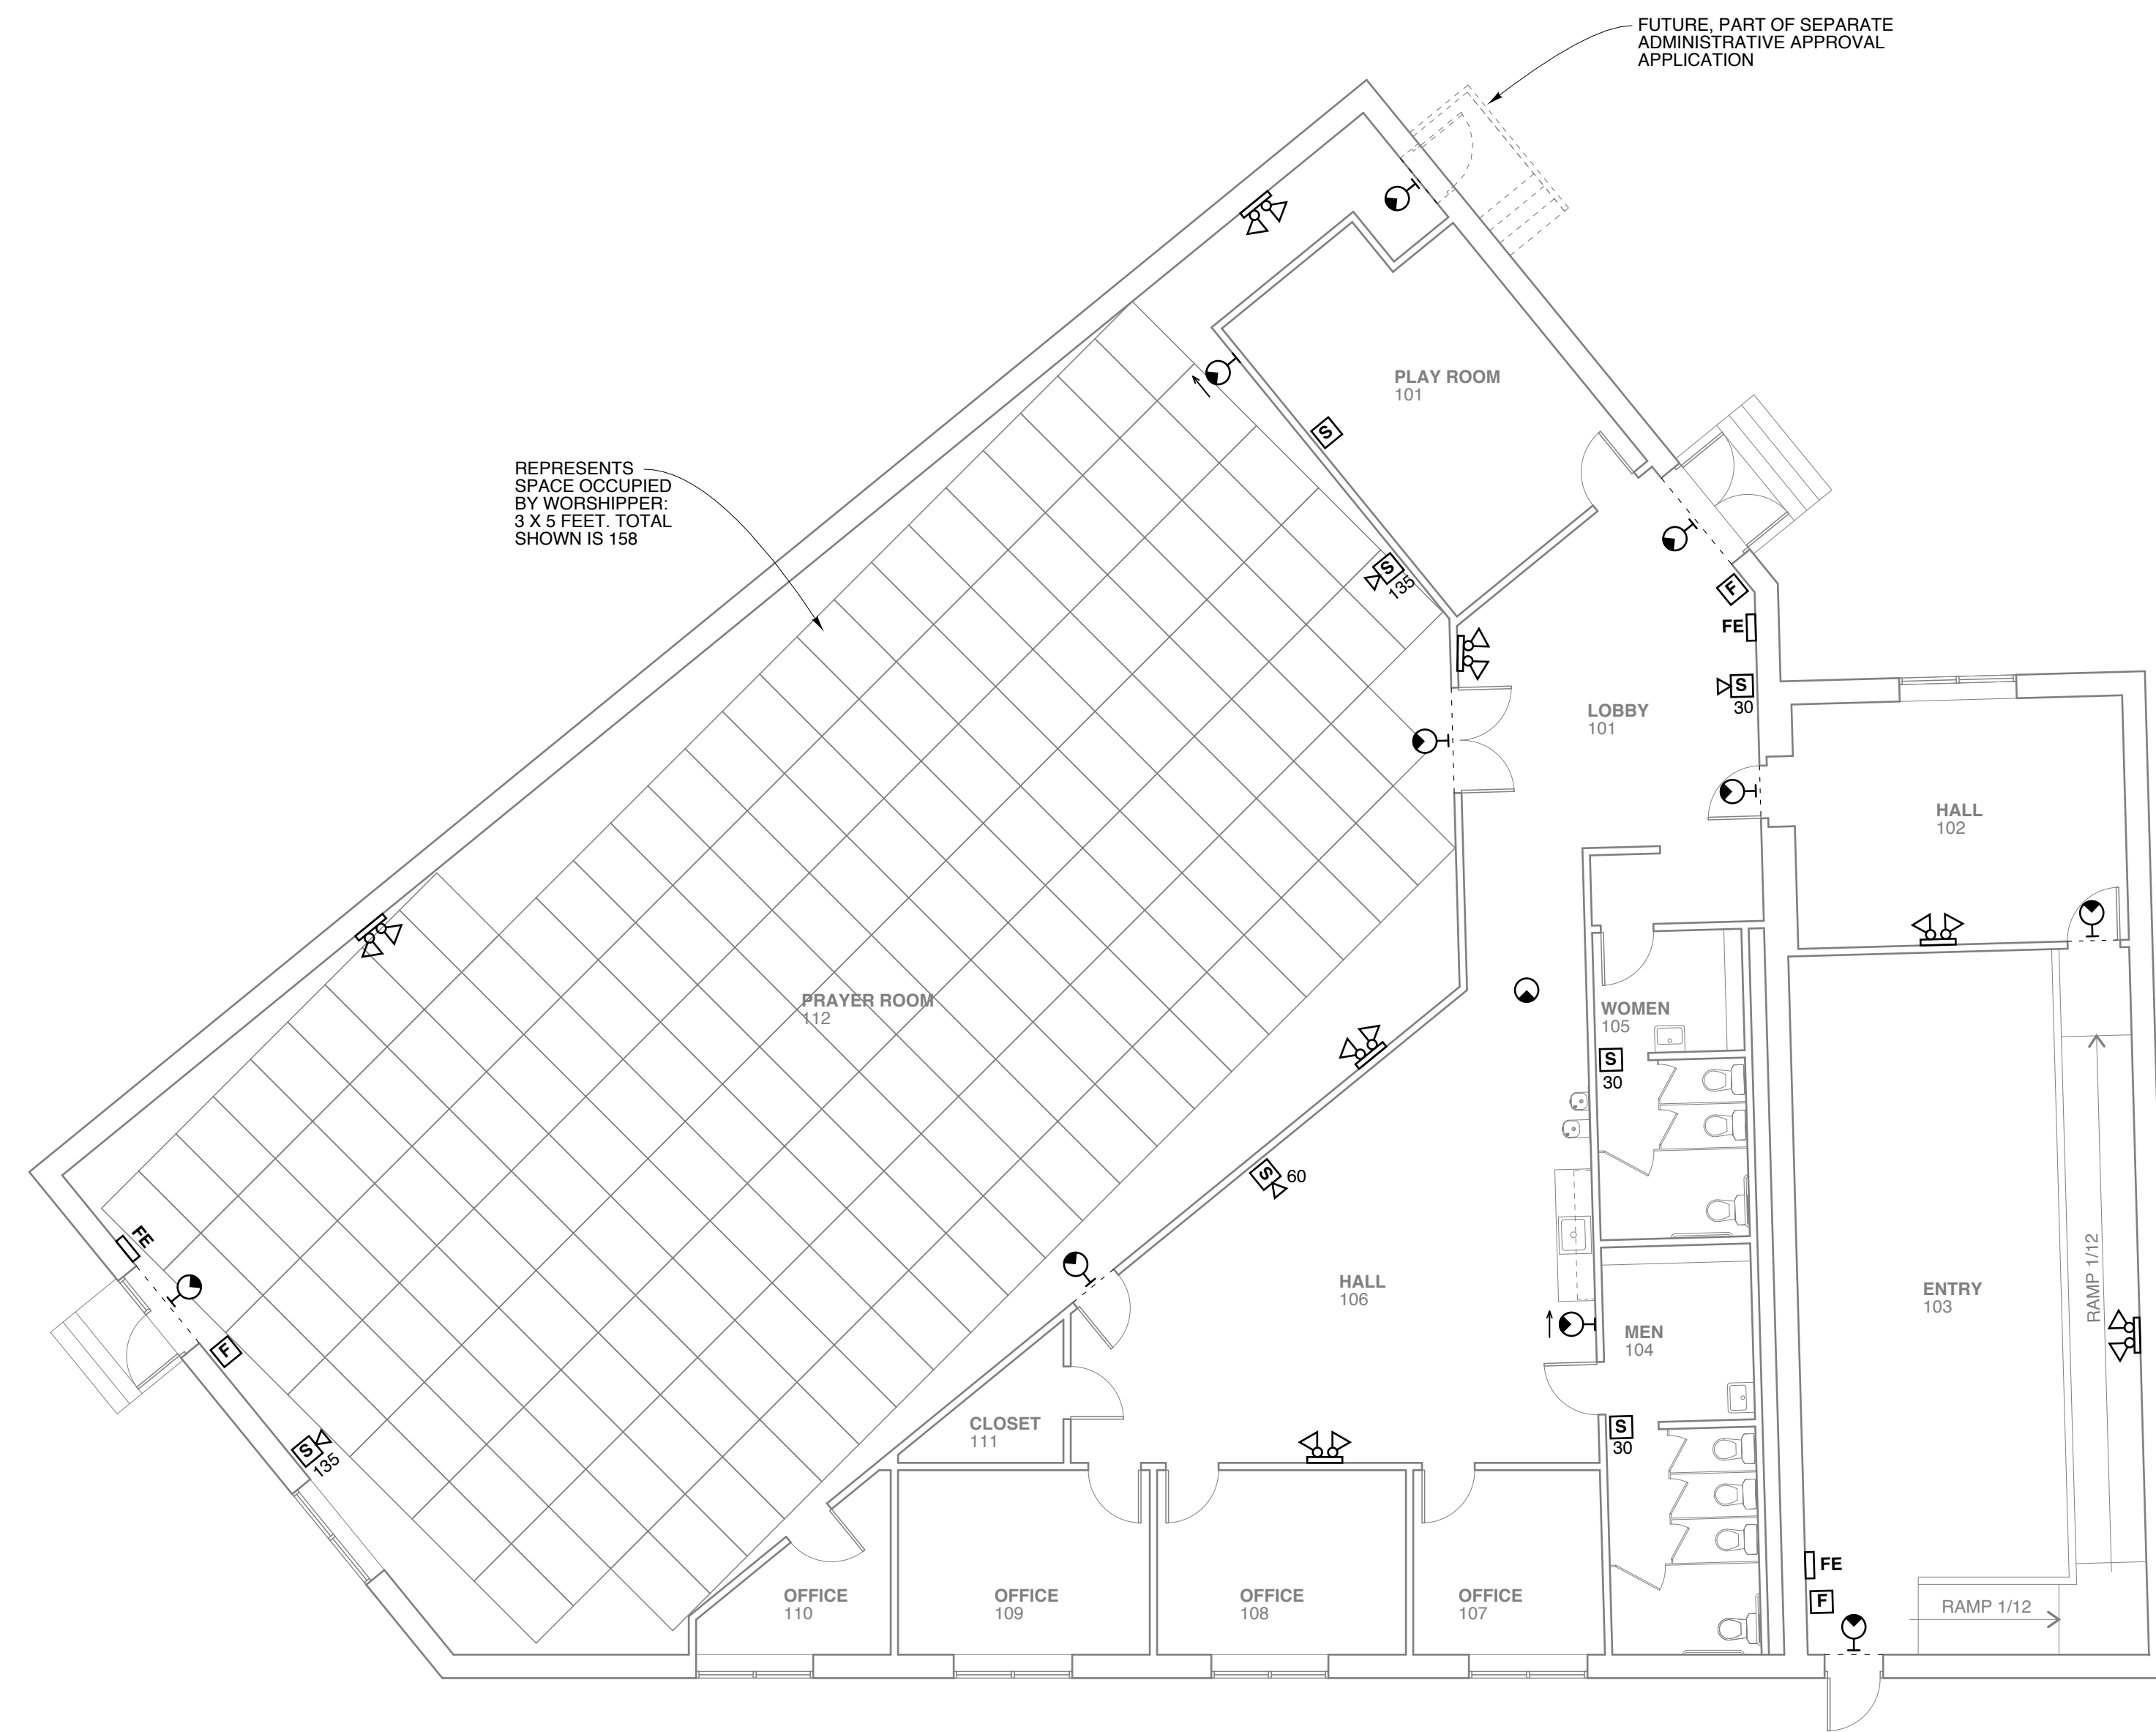 FUTURE, PART OF SEPARATE
ADMINISTRATIVE APPROVAL
APPLICATION
PLAY ROOM
101
S
REPRESENTS
SPACE OCCUPIED
BY WORSHIPPER:
3 X 5 FEET. TOTAL
SHOWN IS 158
S
135
F
FE
S
30
LOBBY
101
HALL
102
PRAYER ROOM
112
WOMEN
105
S
30
S
60
FE
F
HALL
106
MEN
104
ENTRY
103
RAMP 1/12
S
135
CLOSET
111
S
30
OFFICE
110
OFFICE
109
OFFICE
108
OFFICE
107
FE
F
RAMP 1/12